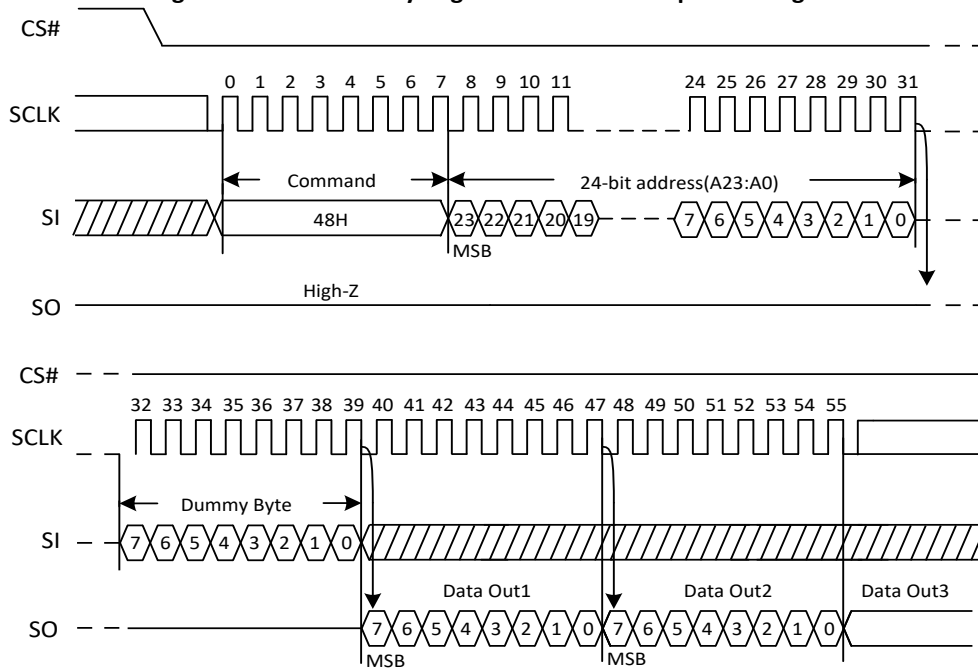 CS#
0 1 2 3 4 5 6 7 8 9 10 11 24 25 26 27 28 29 30 31
SCLK
Command 24-bit address(A23:A0)
SI 48H 23 22 21 20 19 7 6 5 4 3 2 1 0
MSB
High-Z
SO
CS#
32 33 34 35 36 37 38 39 40 41 42 43 44 45 46 47 48 49 50 51 52 53 54 55
SCLK
Dummy Byte
SI 7 6 5 4 3 2 1 0
Data Out1 Data Out2 Data Out3
SO 7 6 5 4 3 2 1 0 7 6 5 4 3 2 1 0
MSB MSB